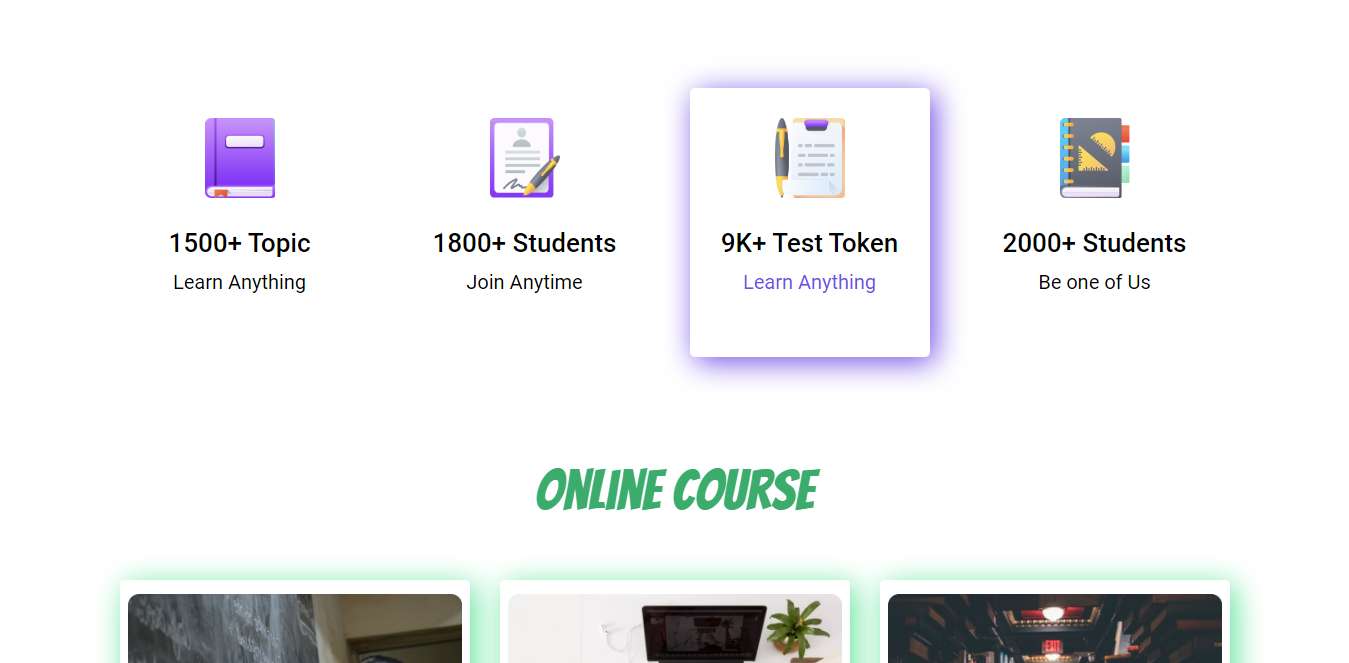 1500+ Topic
Learn Anything
1800+ Students
Join Anytime
9K+ Test Token
Learn Anything
2000+ Students
Be one of Us
ONLINE COURSE
EXIT